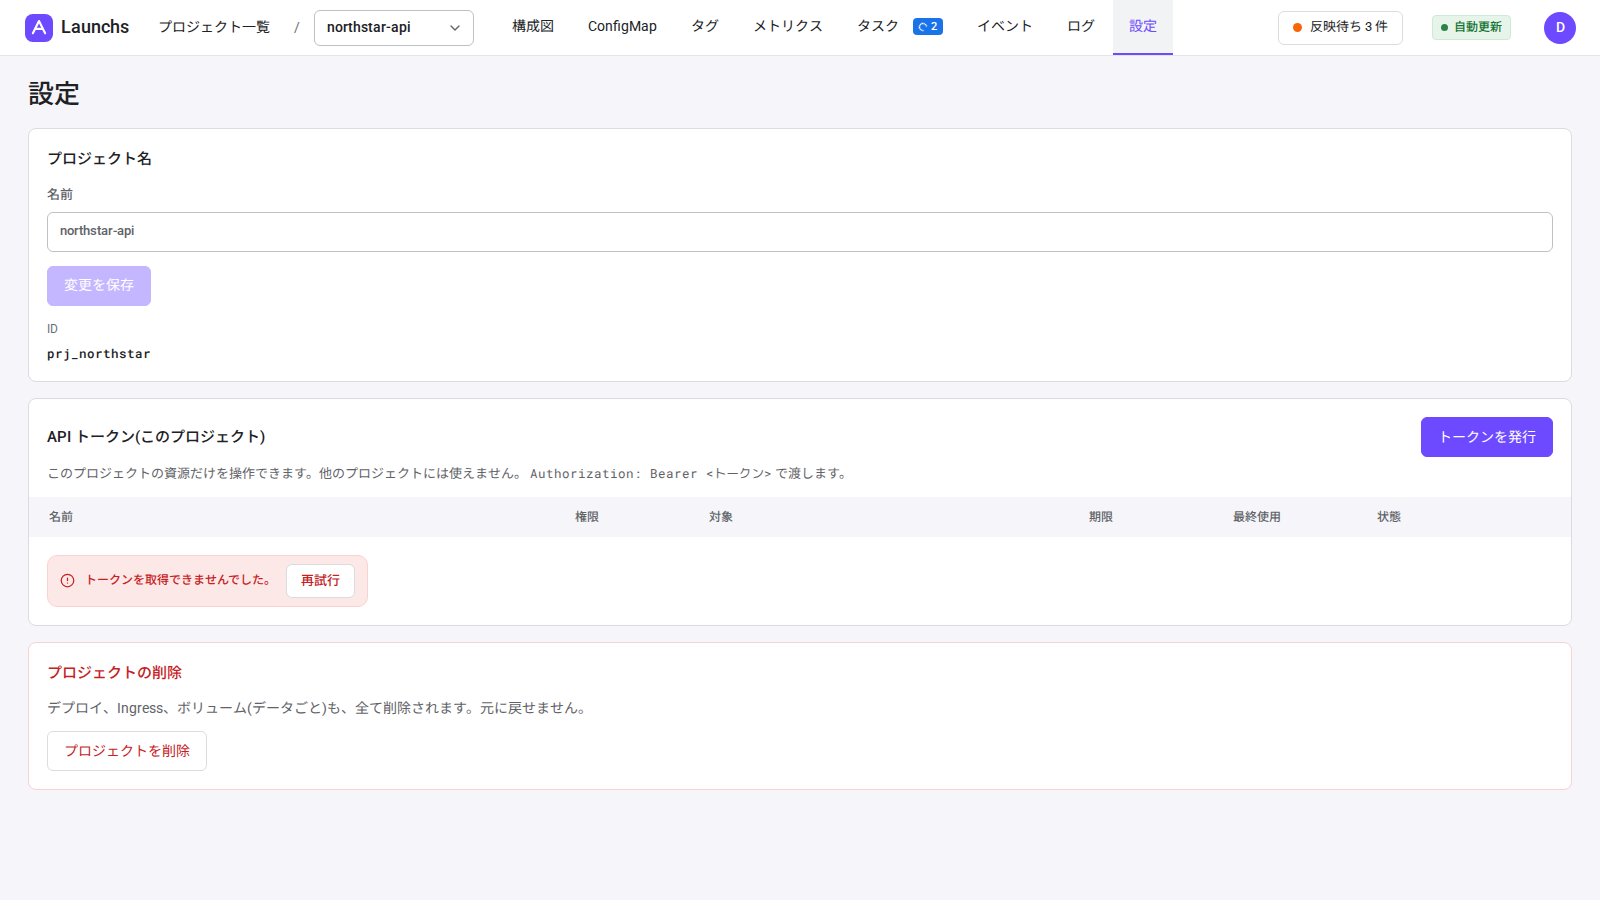 Launchs プロジェクト一覧 / northstar-api 構成図 ConfigMap タグ メトリクス タスク 2 イベント ログ 設定 反映待ち 3 件 自動更新 D
設定
プロジェクト名
名前
northstar-api
変更を保存
ID
prj_northstar
API トークン(このプロジェクト) トークンを発行
このプロジェクトの資源だけを操作できます。他のプロジェクトには使えません。 Authorization: Bearer <トークン> で渡します。
名前 権限 対象 期限 最終使用 状態
トークンを取得できませんでした。 再試行
プロジェクトの削除
デプロイ、Ingress、ボリューム(データごと)も、全て削除されます。元に戻せません。
プロジェクトを削除